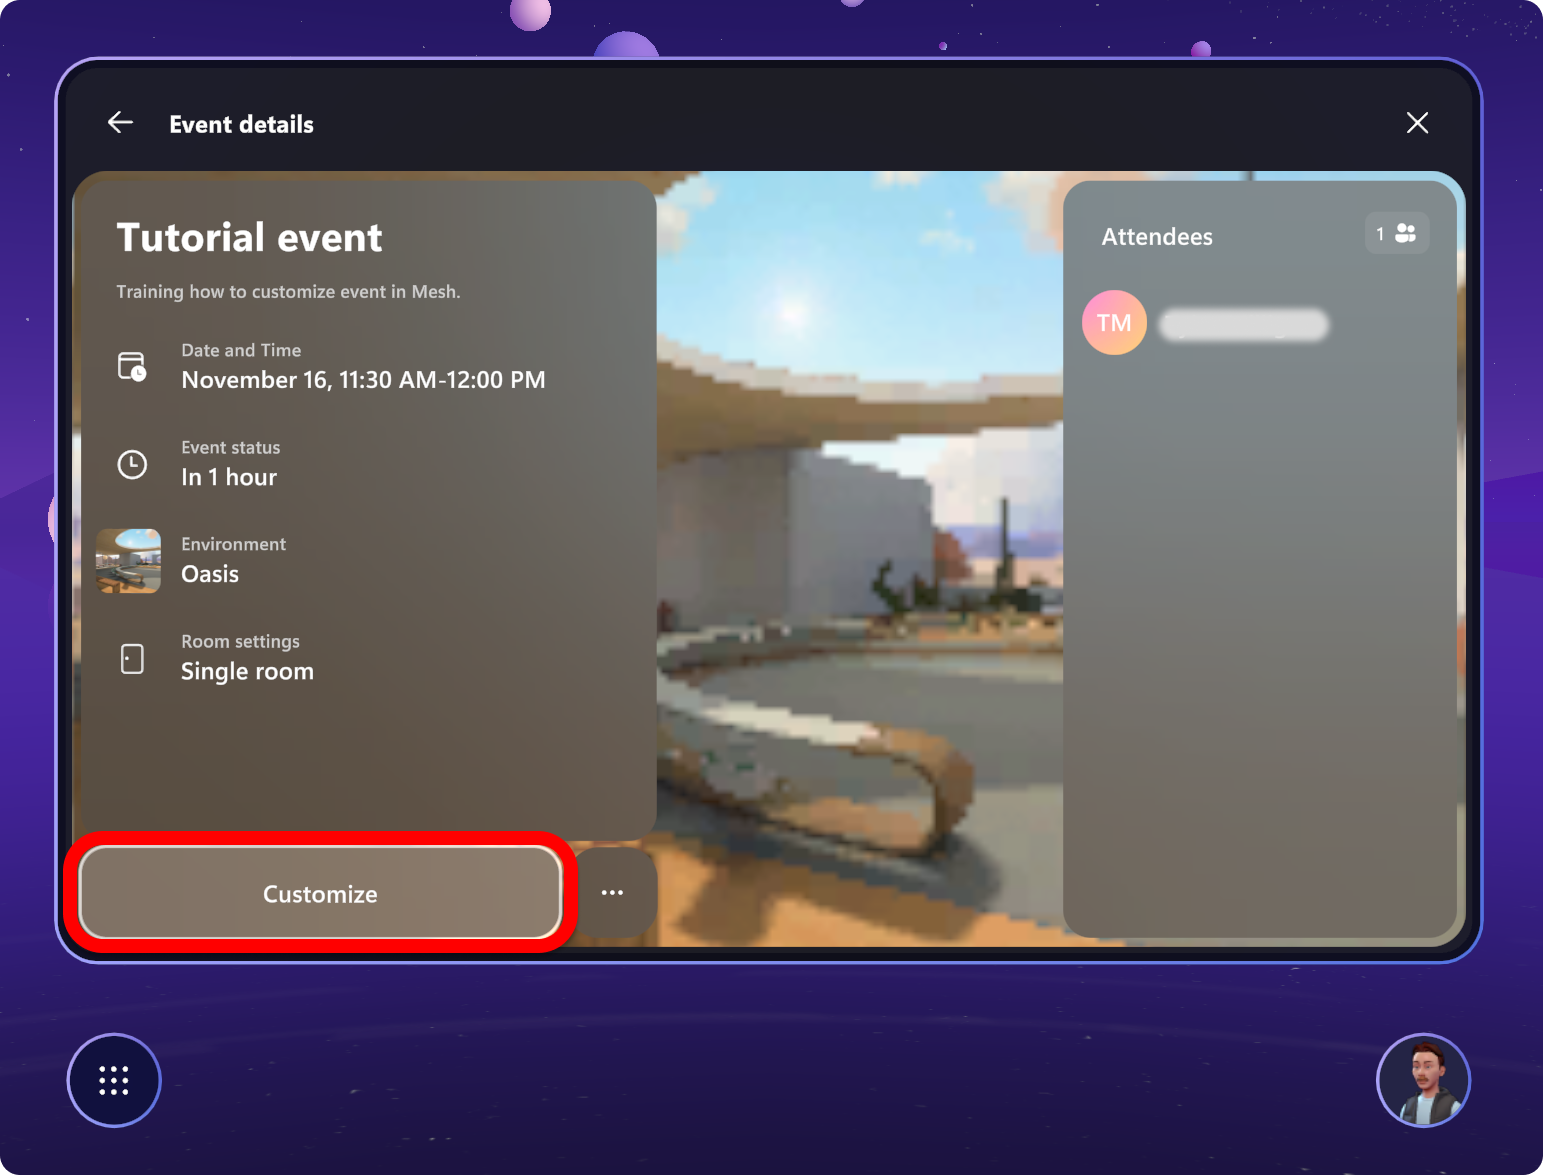 Event details
Tutorial event
Training how to customize event in Mesh.
Date and Time
November 16, 11:30 AM-12:00 PM
Event status
In 1 hour
Environment
Oasis
Room settings
Single room
Customize
...
Attendees
1
TM